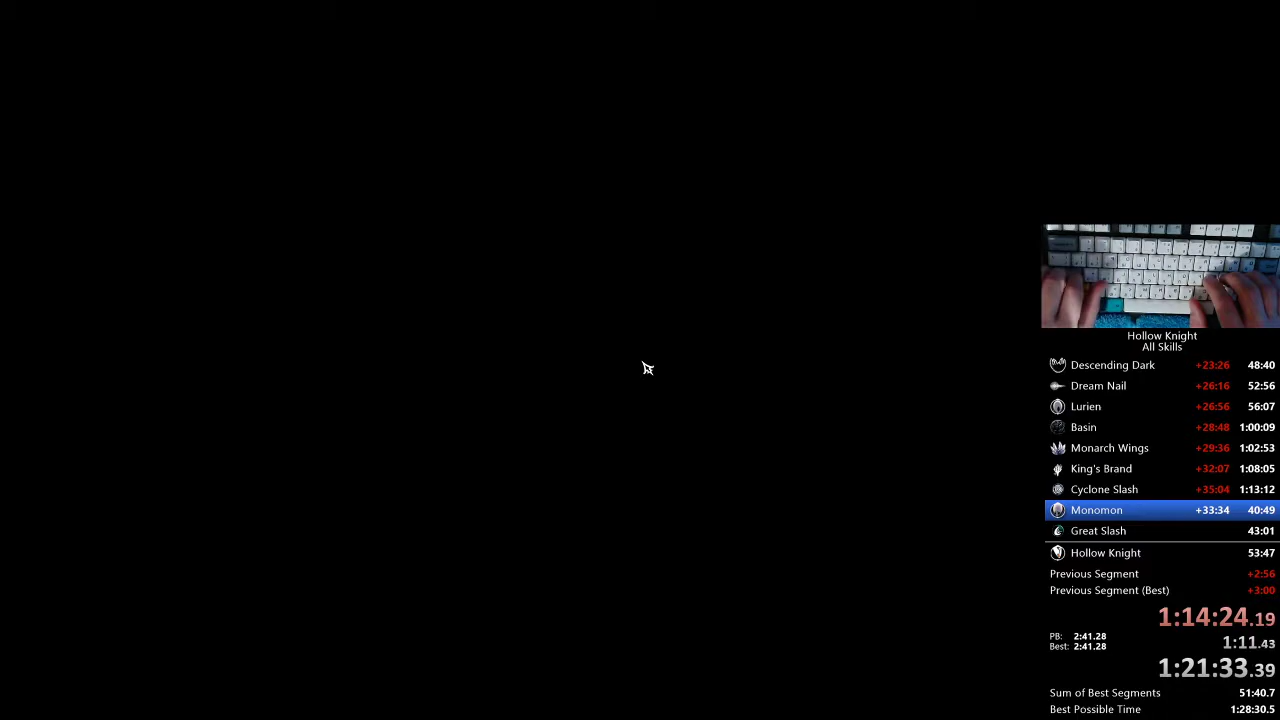 Hollow Knight
All Skills
Descending Dark +23:26 48:40
Dream Nail +26:16 52:56
Lurien +26:56 56:07
Basin +28:48 1:00:09
Monarch Wings +29:36 1:02:53
King's Brand +32:07 1:08:05
Cyclone Slash +35:04 1:13:12
Monomon +33:34 40:49
Great Slash 43:01
Hollow Knight 53:47
Previous Segment +2:56
Previous Segment (Best) +3:00
1:14:24.19
PB: 2:41.28
Best: 2:41.28
1:11.43
1:21:33.39
Sum of Best Segments 51:40.7
Best Possible Time 1:28:30.5